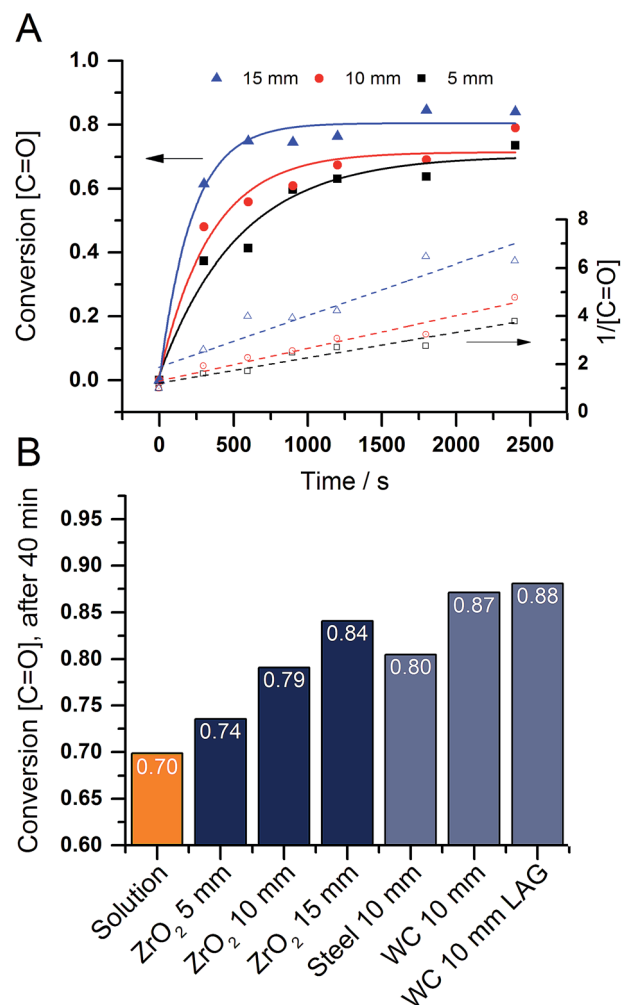 A
15 mm 10 mm 5 mm
Conversion [C=O]
1.0
0.8
0.6
0.4
0.2
0.0
8
6
4
2
0
1/[C=O]
0 500 1000 1500 2000 2500
Time / s
B
Conversion [C=O], after 40 min
0.95
0.90
0.85
0.80
0.75
0.70
0.65
0.60
0.70
0.74
0.79
0.84
0.80
0.87
0.88
Solution
ZrO₂ 5 mm
ZrO₂ 10 mm
ZrO₂ 15 mm
Steel 10 mm
WC 10 mm
WC 10 mm LAG